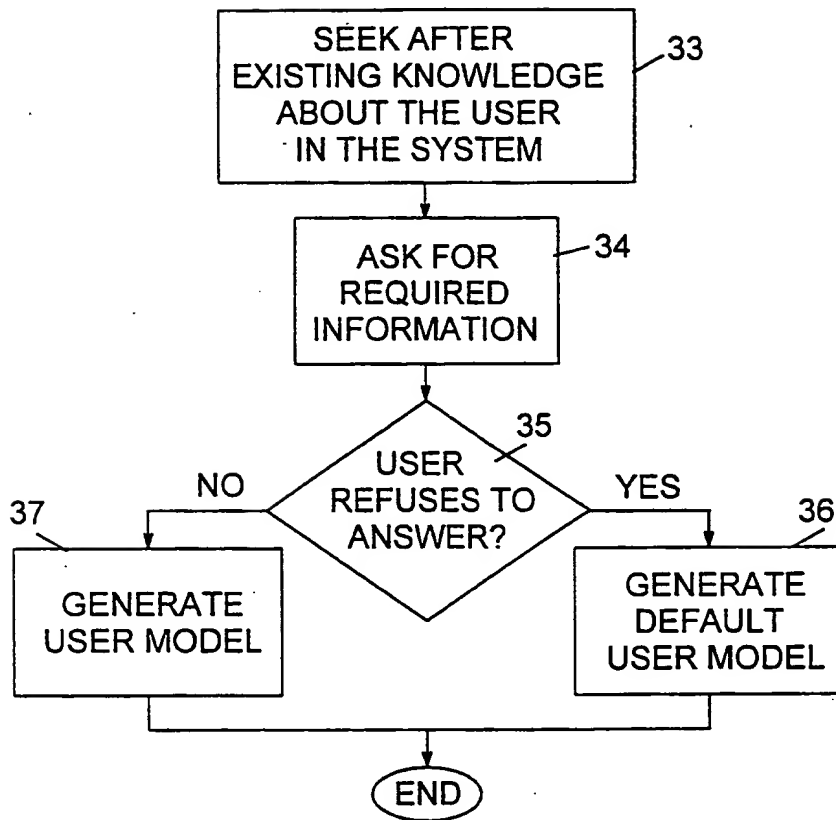 SEEK AFTER
EXISTING KNOWLEDGE
ABOUT THE USER
IN THE SYSTEM
33
ASK FOR
REQUIRED
INFORMATION
34
USER
REFUSES TO
ANSWER?
35
NO
YES
37
GENERATE
USER MODEL
36
GENERATE
DEFAULT
USER MODEL
END